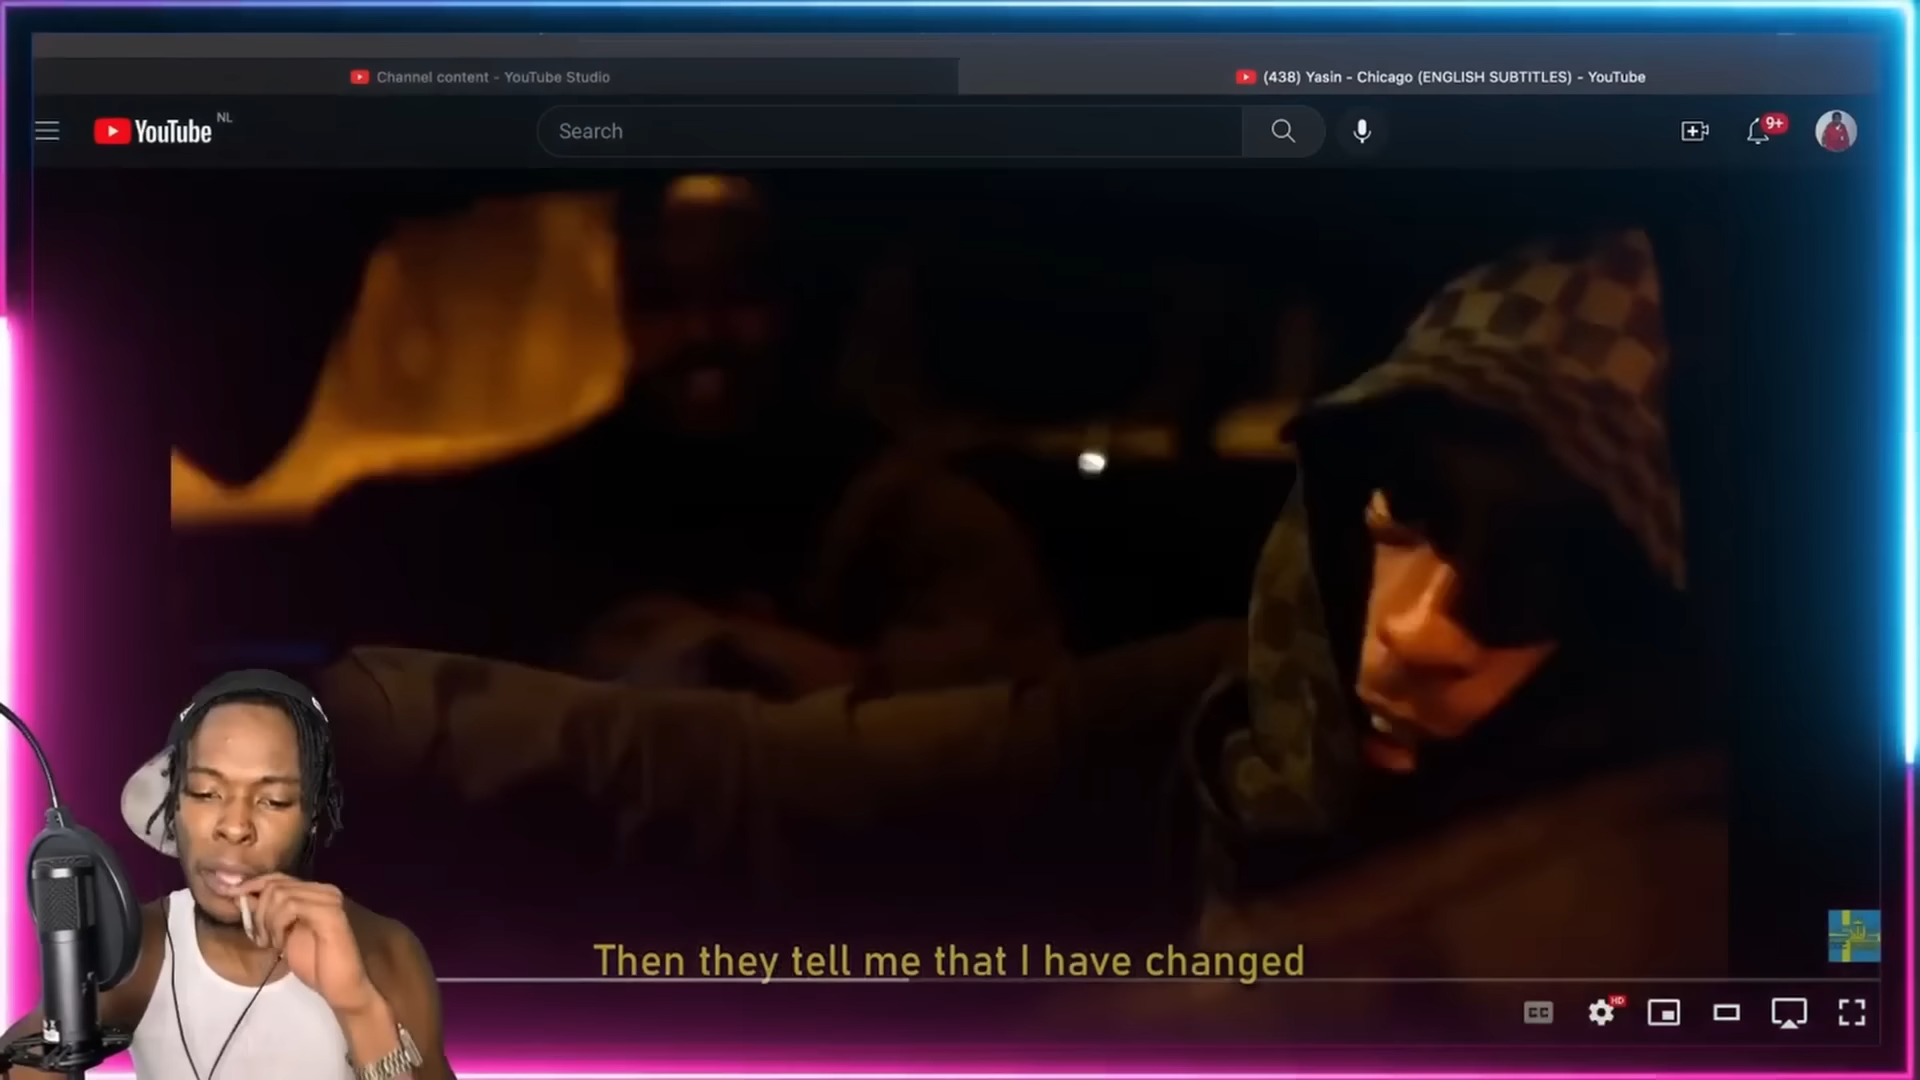 Channel content - YouTube Studio
(438) Yasin - Chicago (ENGLISH SUBTITLES) - YouTube
YouTube NL
Search
9+
Then they tell me that I have changed
CC
HD